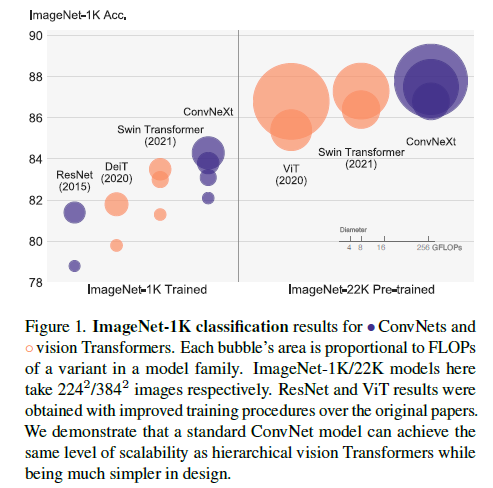 ImageNet-1K Acc.
90
88
86
84
82
80
78
ResNet
(2015)
DeiT
(2020)
Swin Transformer
(2021)
ConvNeXt
ViT
(2020)
Swin Transformer
(2021)
ConvNeXt
Diameter
4 8 16 256 GFLOPs
ImageNet-1K Trained
ImageNet-22K Pre-trained
Figure 1. ImageNet-1K classification results for • ConvNets and
○ vision Transformers. Each bubble's area is proportional to FLOPs
of a variant in a model family. ImageNet-1K/22K models here
take 224²/384² images respectively. ResNet and ViT results were
obtained with improved training procedures over the original papers.
We demonstrate that a standard ConvNet model can achieve the
same level of scalability as hierarchical vision Transformers while
being much simpler in design.